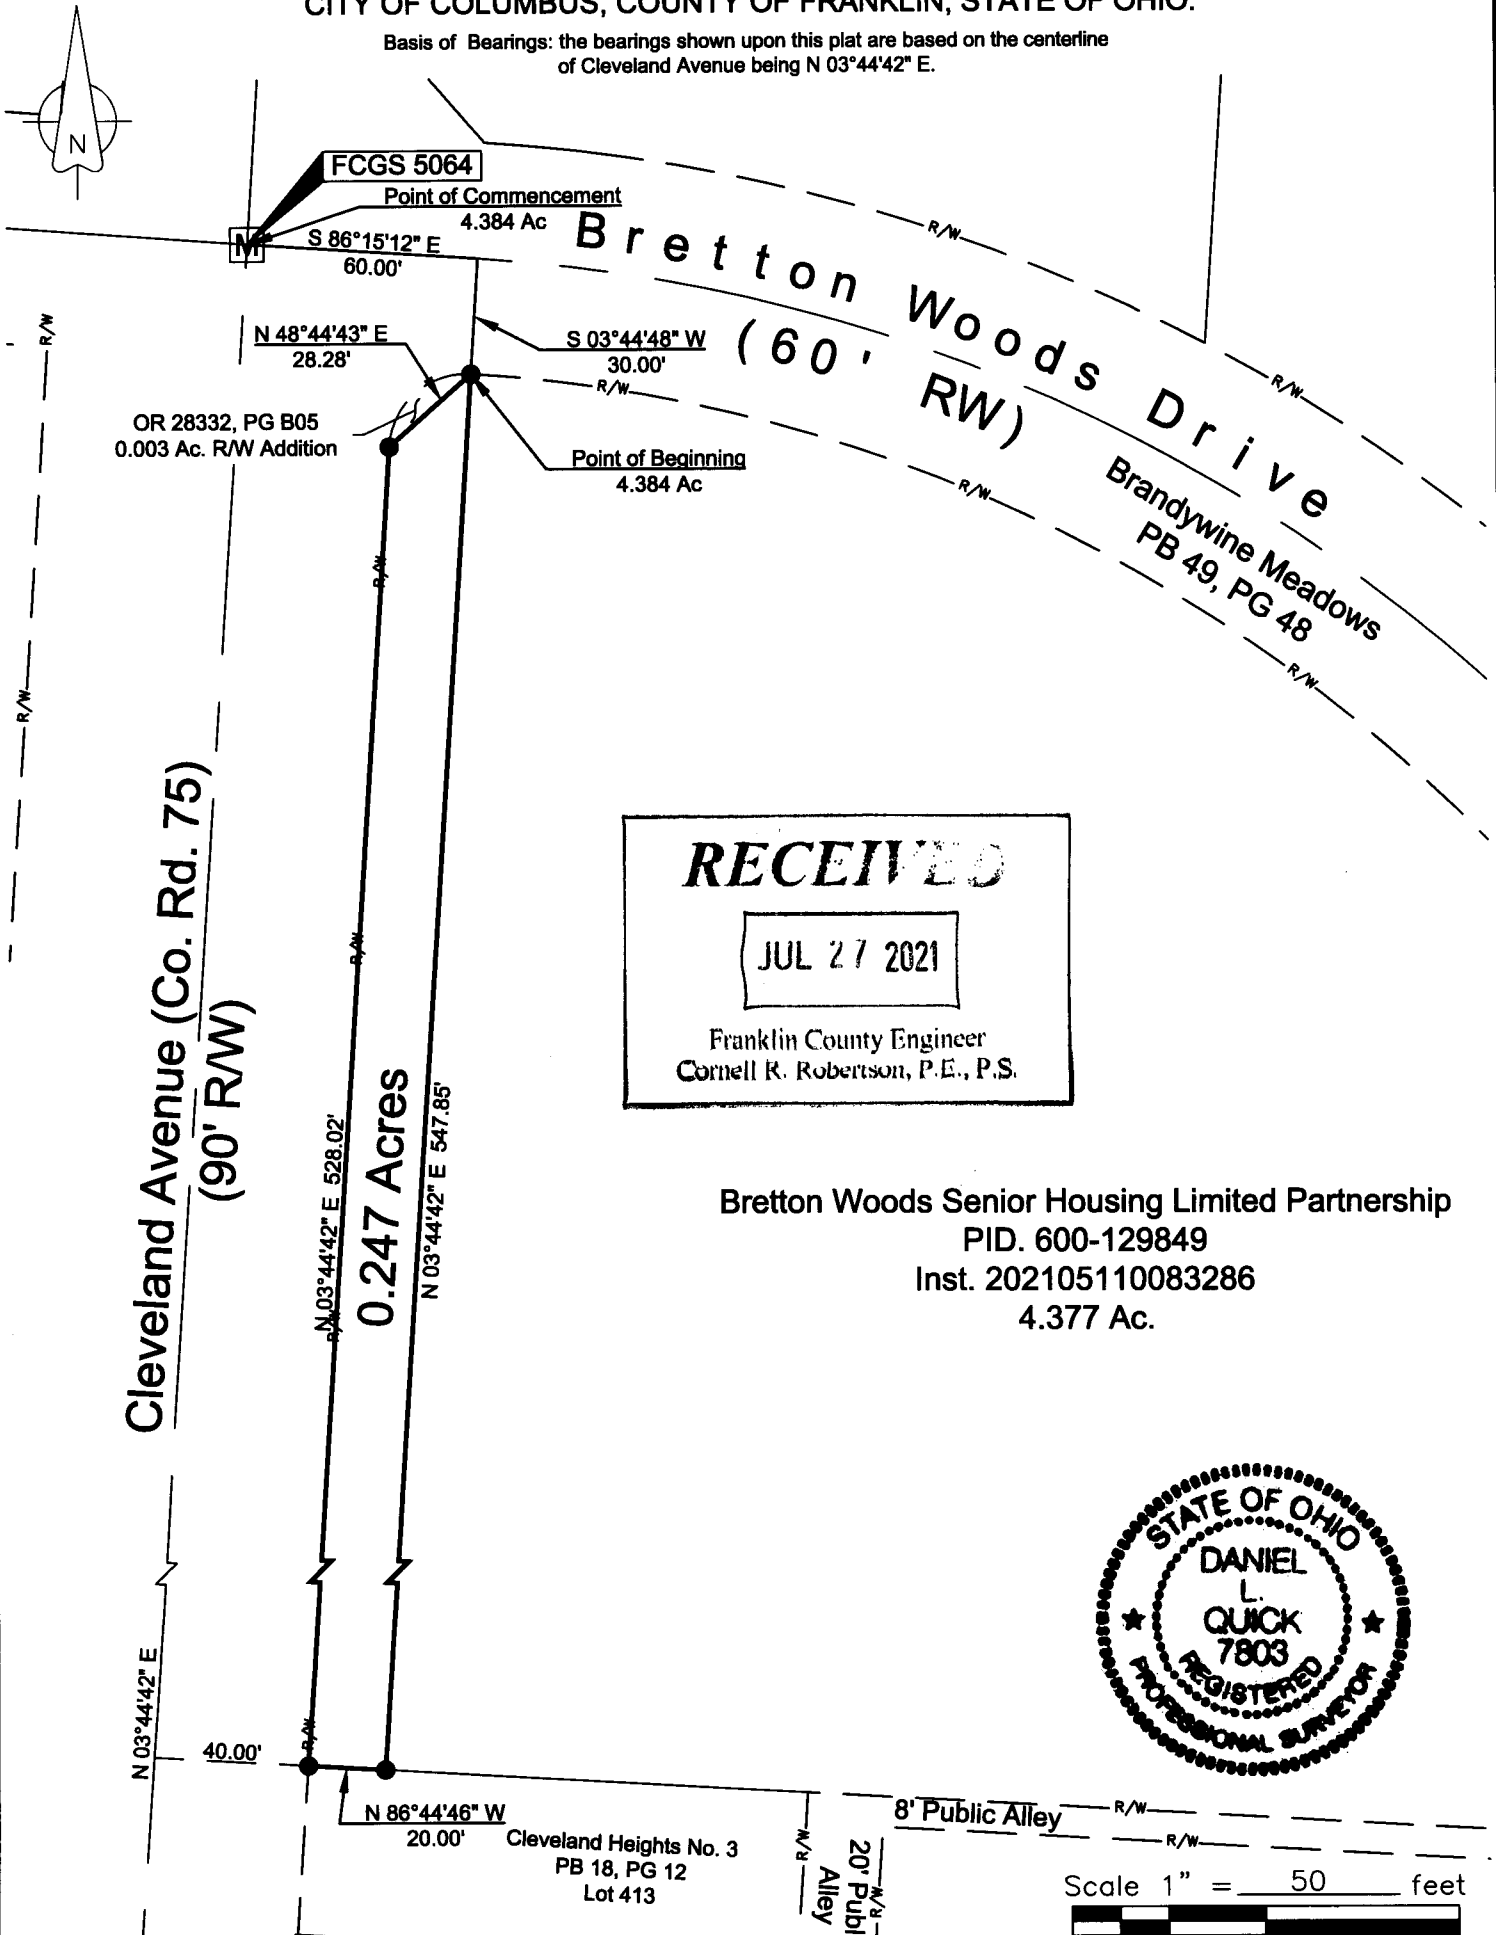 CITY OF COLUMBUS, COUNTY OF FRANKLIN, STATE OF OHIO.
Basis of Bearings: the bearings shown upon this plat are based on the centerline
of Cleveland Avenue being N 03°44'42" E.
N
FCGS 5064
Point of Commencement
4.384 Ac
M
S 86°15'12" E
60.00'
Bretton Woods Drive
(60' RW)
R/W
R/W
R/W
R/W
R/W
R/W
R/W
N 48°44'43" E
28.28'
S 03°44'48" W
30.00'
OR 28332, PG B05
0.003 Ac. R/W Addition
Point of Beginning
4.384 Ac
Brandywine Meadows
PB 49, PG 48
Cleveland Avenue (Co. Rd. 75)
(90' R/W)
R/W
R/W
R/W
R/W
N 03°44'42" E 528.02'
0.247 Acres
N 03°44'42" E 547.85'
RECEIVED
JUL 27 2021
Franklin County Engineer
Cornell R. Robertson, P.E., P.S.
Bretton Woods Senior Housing Limited Partnership
PID. 600-129849
Inst. 202105110083286
4.377 Ac.
STATE OF OHIO
DANIEL
L.
QUICK
7803
REGISTERED
PROFESSIONAL SURVEYOR
N 03°44'42" E
40.00'
N 86°44'46" W
20.00'
Cleveland Heights No. 3
PB 18, PG 12
Lot 413
R/W
20' Publ
Alley
R/W
8' Public Alley
R/W
R/W
Scale 1" = 50 feet